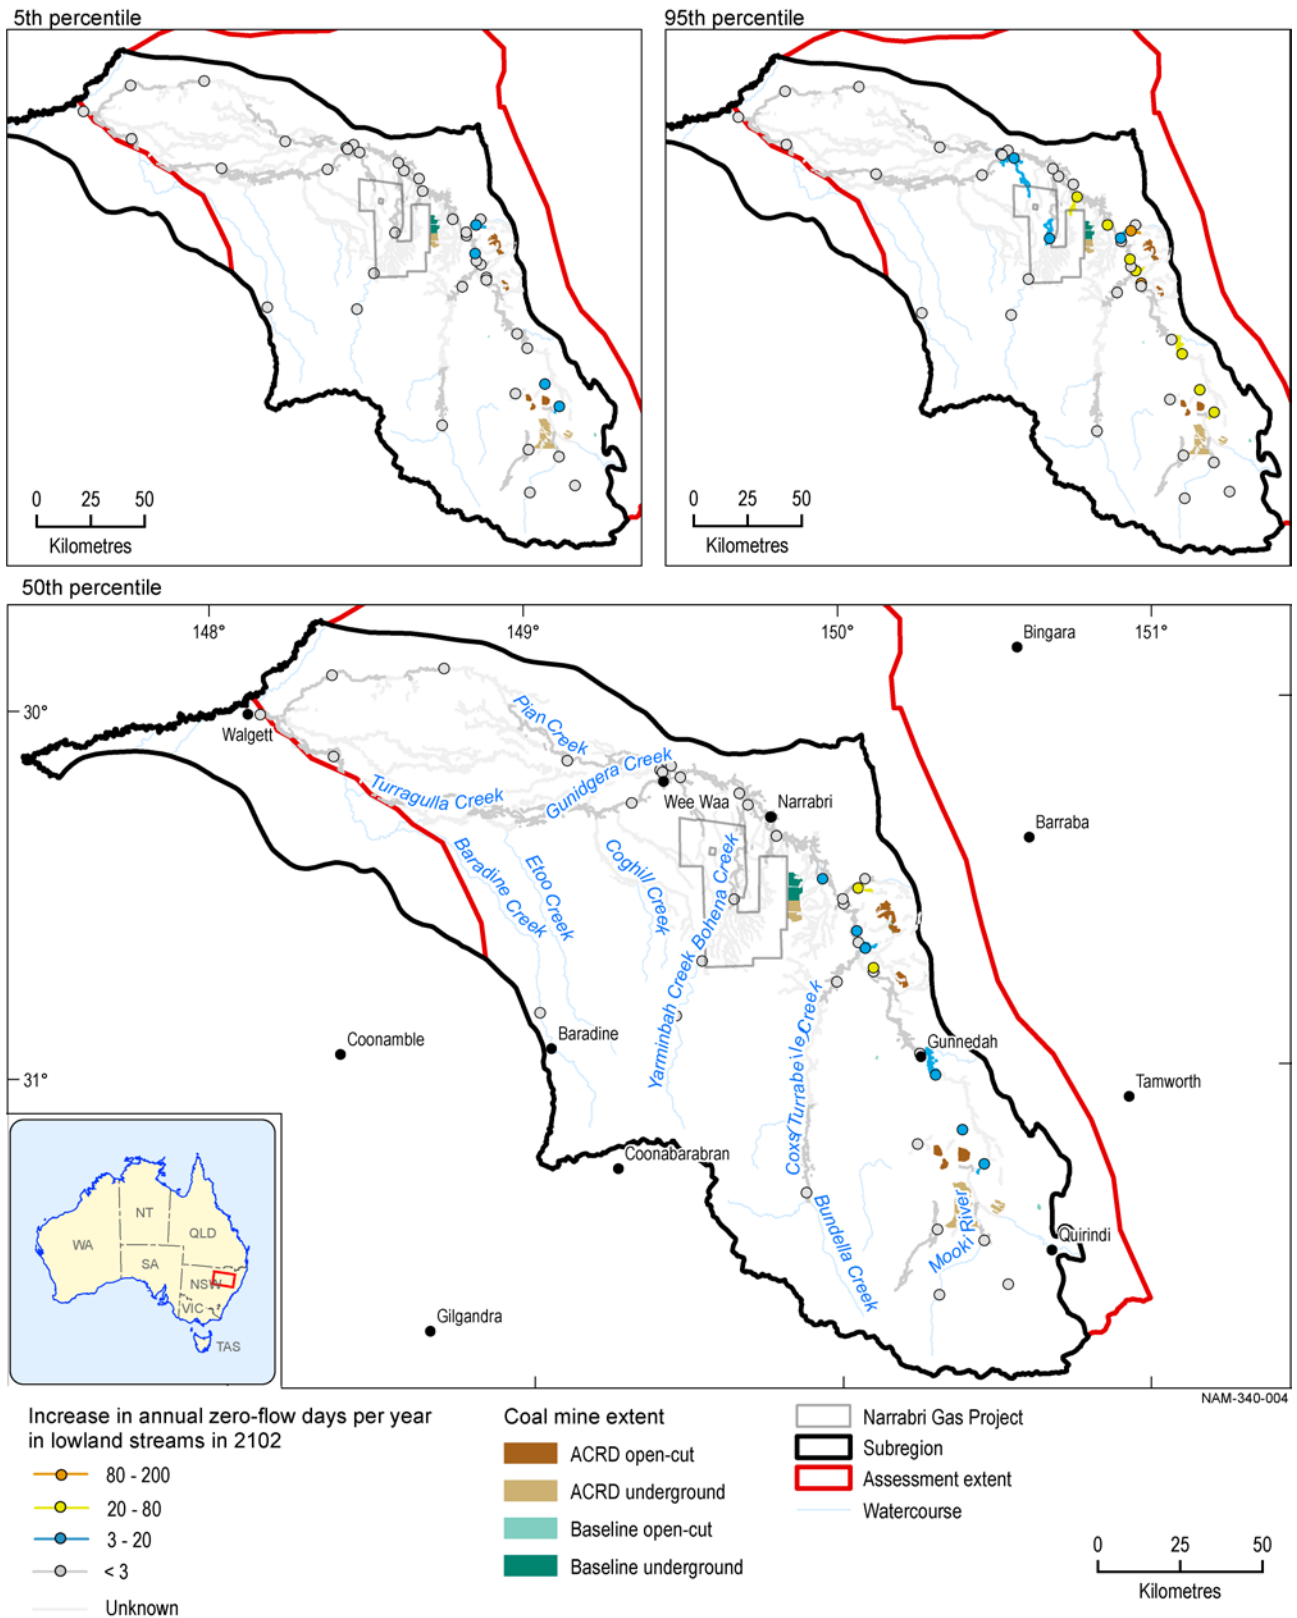 5th percentile
95th percentile
0 25 50
Kilometres
0 25 50
Kilometres
50th percentile
148° 149° 150° 151°
30°
31°
Bingara
Walgett
Pian Creek
Gunidgera Creek
Turragulla Creek
Wee Waa
Narrabri
Barraba
Baradine Creek
Etoo Creek
Coghill Creek
Bohena Creek
Yarminbah Creek
Coxs/Turrabeile Creek
Coonamble
Baradine
Gunnedah
Tamworth
Coonabarabran
Bundella Creek
Mooki River
Quirindi
Gilgandra
NT
QLD
WA
SA
NSW
VIC
TAS
NAM-340-004
Increase in annual zero-flow days per year
in lowland streams in 2102
80 - 200
20 - 80
3 - 20
< 3
Unknown
Coal mine extent
ACRD open-cut
ACRD underground
Baseline open-cut
Baseline underground
Narrabri Gas Project
Subregion
Assessment extent
Watercourse
0 25 50
Kilometres